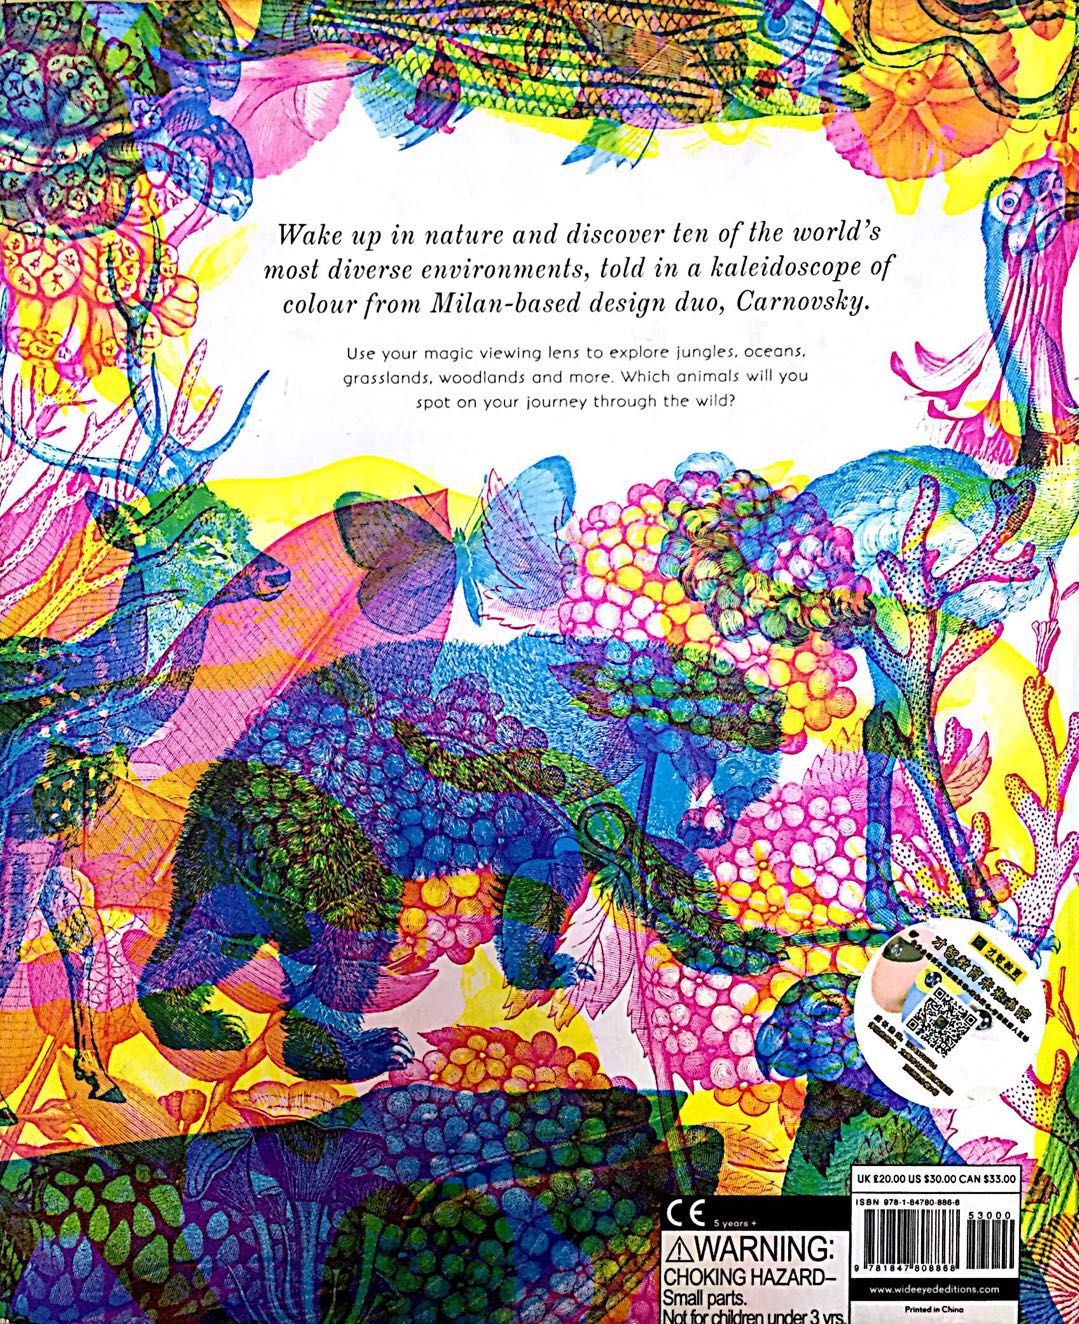 Wake up in nature and discover ten of the world's
most diverse environments, told in a kaleidoscope of
colour from Milan-based design duo, Carnovsky.
Use your magic viewing lens to explore jungles, oceans,
grasslands, woodlands and more. Which animals will you
spot on your journey through the wild?
UK £20.00 US $30.00 CAN $33.00
ISBN 978-1-84780-886-8
53000
9 781847 808868
www.wideeyededitions.com
Printed in China
CE 5 years +
WARNING:
CHOKING HAZARD–
Small parts.
Not for children under 3 yrs.